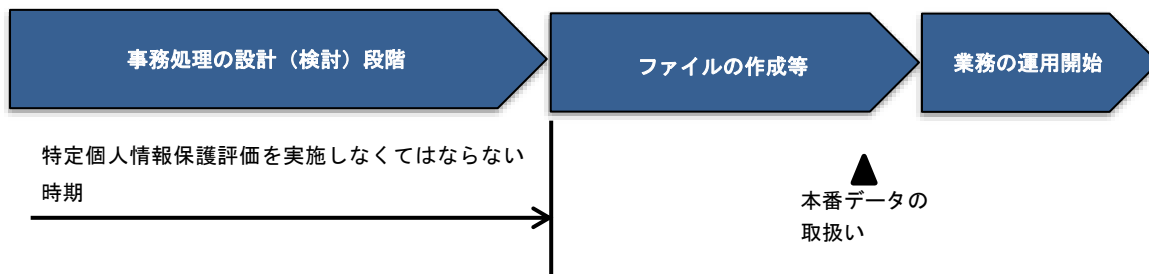 事務処理の設計（検討）段階
ファイルの作成等
業務の運用開始
特定個人情報保護評価を実施しなくてはならない
時期
本番データの
取扱い